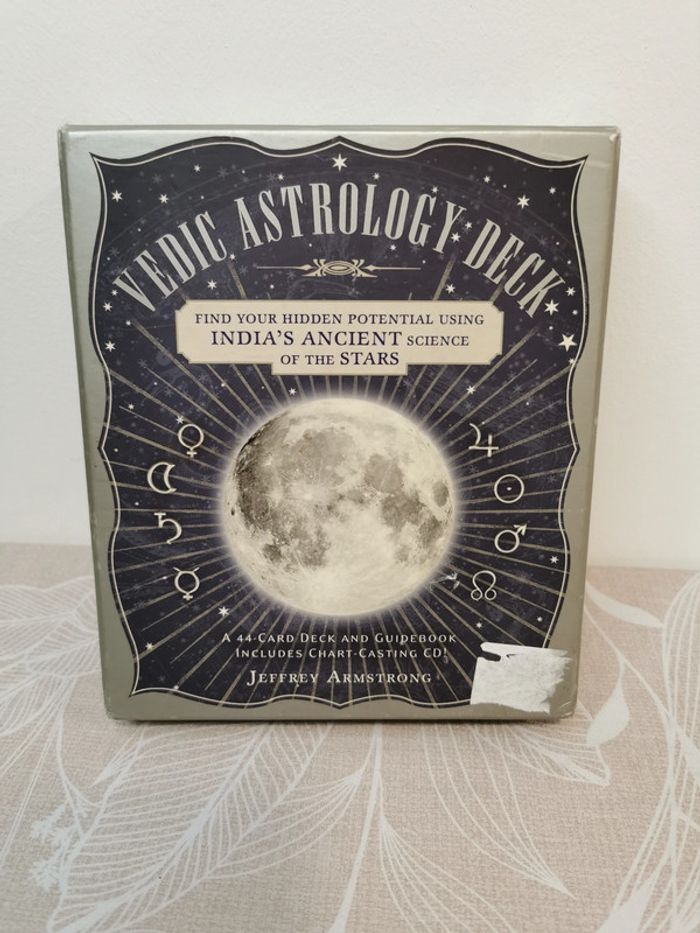 VEDIC ASTROLOGY DECK
FIND YOUR HIDDEN POTENTIAL USING
INDIA'S ANCIENT SCIENCE
OF THE STARS
A 44-CARD DECK AND GUIDEBOOK
INCLUDES CHART-CASTING CD!
JEFFREY ARMSTRONG